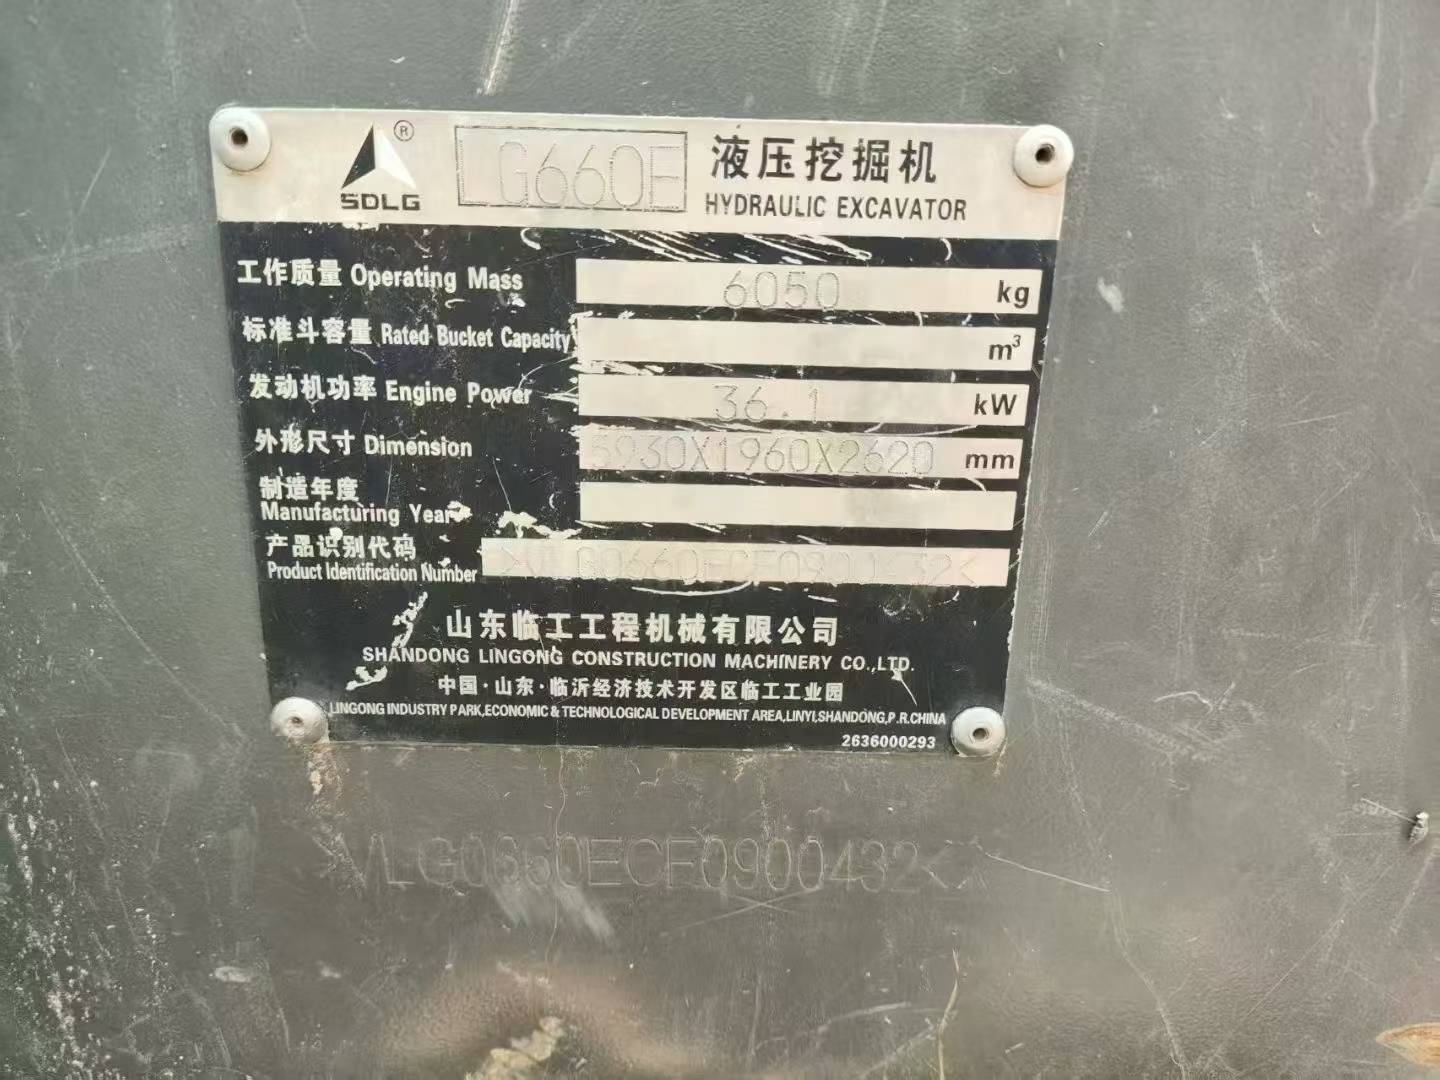 SDLG ® LG660E 液压挖掘机
HYDRAULIC EXCAVATOR
工作质量 Operating Mass 6050 kg
标准斗容量 Rated Bucket Capacity m³
发动机功率 Engine Power 36.1 kW
外形尺寸 Dimension 5930X1960X2620 mm
制造年度
Manufacturing Year
产品识别代码
Product Identification Number
山东临工工程机械有限公司
SHANDONG LINGONG CONSTRUCTION MACHINERY CO.,LTD.
中国·山东·临沂经济技术开发区临工工业园
LINGONG INDUSTRY PARK,ECONOMIC & TECHNOLOGICAL DEVELOPMENT AREA,LINYI,SHANDONG,P.R.CHINA
2636000293
VLG0660ECF0900432<